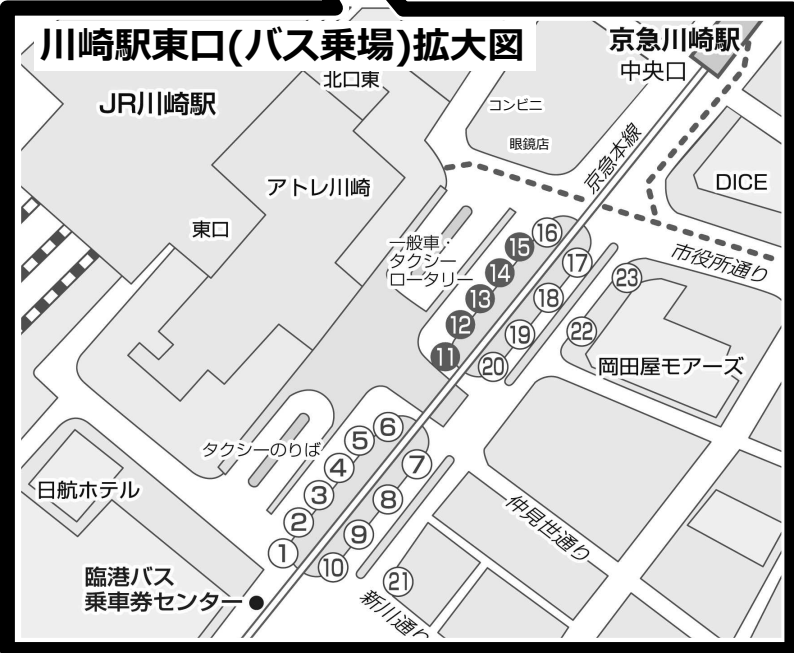 川崎駅東口(バス乗場)拡大図
京急川崎駅
中央口
北口東
JR川崎駅
コンビニ
眼鏡店
京急本線
DICE
アトレ川崎
東口
一般車・
タクシー
ロータリー
市役所通り
⑯
⓯
⓮
⓭
⓬
⓫
⑰
⑱
⑲
⑳
㉓
㉒
岡田屋モアーズ
タクシーのりば
⑥
⑤
④
③
②
①
⑦
⑧
⑨
⑩
日航ホテル
仲見世通り
㉑
新川通り
臨港バス
乗車券センター